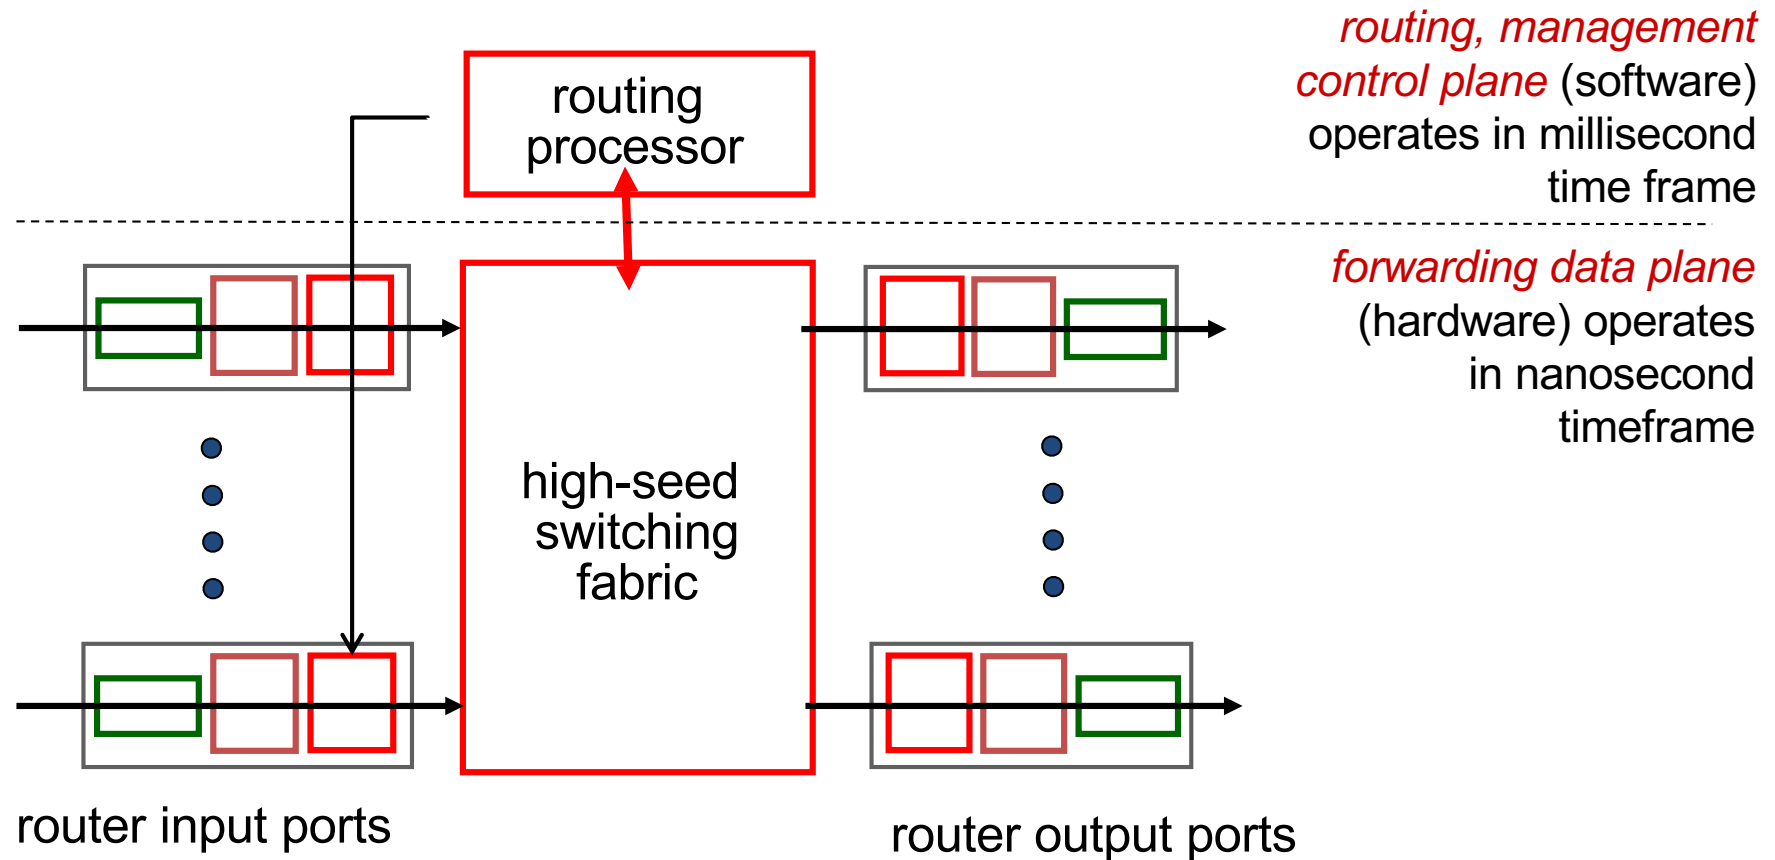 routing
processor
routing, management
control plane (software)
operates in millisecond
time frame
forwarding data plane
(hardware) operates
in nanosecond
timeframe
high-seed
switching
fabric
router input ports
router output ports